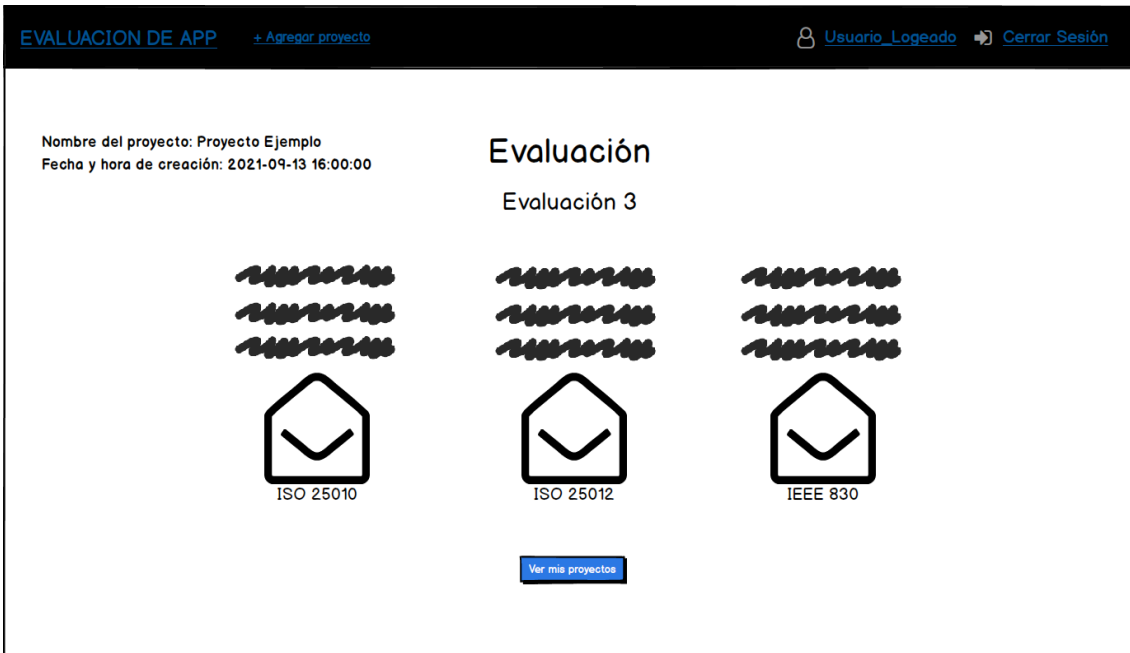 EVALUACION DE APP + Agregar proyecto Usuario_Logeado Cerrar Sesión
Nombre del proyecto: Proyecto Ejemplo
Fecha y hora de creación: 2021-09-13 16:00:00
Evaluación
Evaluación 3
ISO 25010 ISO 25012 IEEE 830
Ver mis proyectos